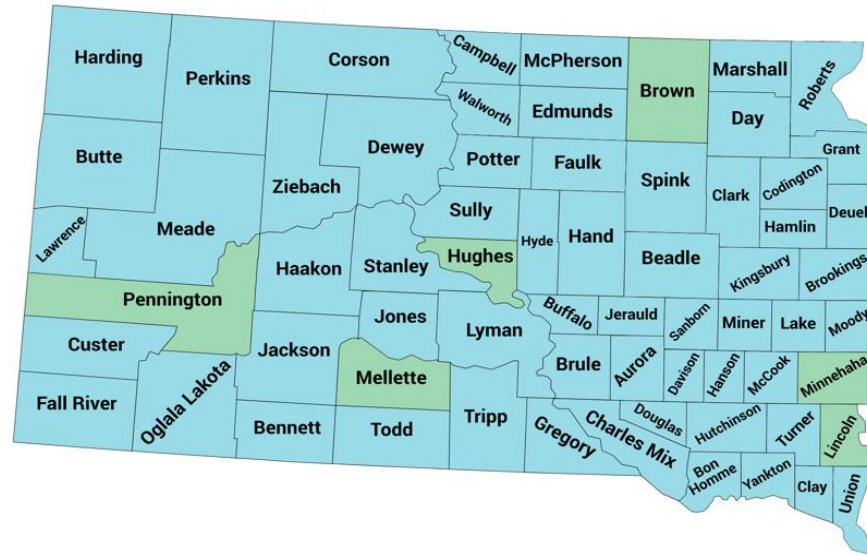 Harding
Perkins
Corson
Campbell
McPherson
Brown
Marshall
Roberts
Walworth
Edmunds
Day
Butte
Ziebach
Dewey
Potter
Faulk
Spink
Grant
Clark
Codington
Lawrence
Meade
Sully
Hyde
Hand
Hamlin
Deuel
Haakon
Stanley
Hughes
Beadle
Kingsbury
Brookings
Pennington
Jones
Lyman
Buffalo
Jerauld
Sanborn
Miner
Lake
Moody
Custer
Jackson
Mellette
Brule
Aurora
Davison
Hanson
McCook
Minnehaha
Fall River
Oglala Lakota
Bennett
Todd
Tripp
Gregory
Charles Mix
Douglas
Hutchinson
Turner
Lincoln
Bon
Homme
Yankton
Clay
Union